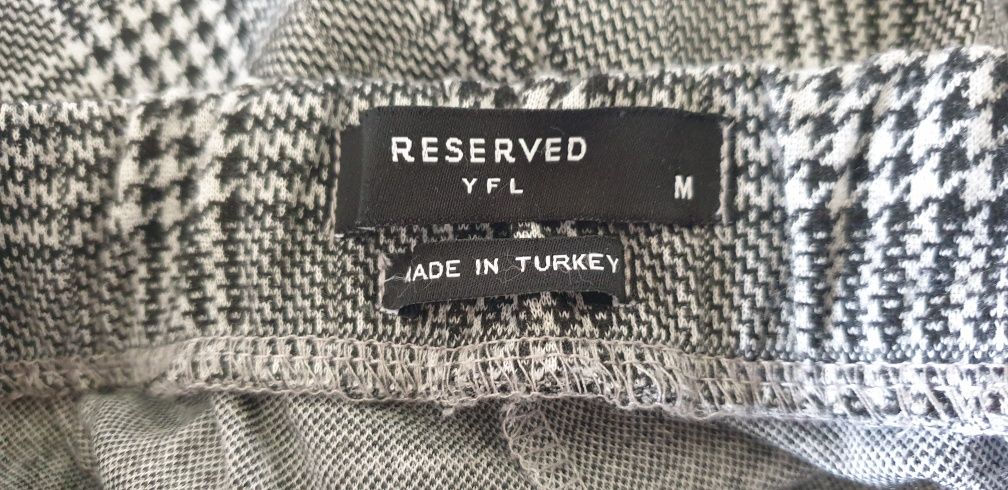 RESERVED
YFL
M
MADE IN TURKEY